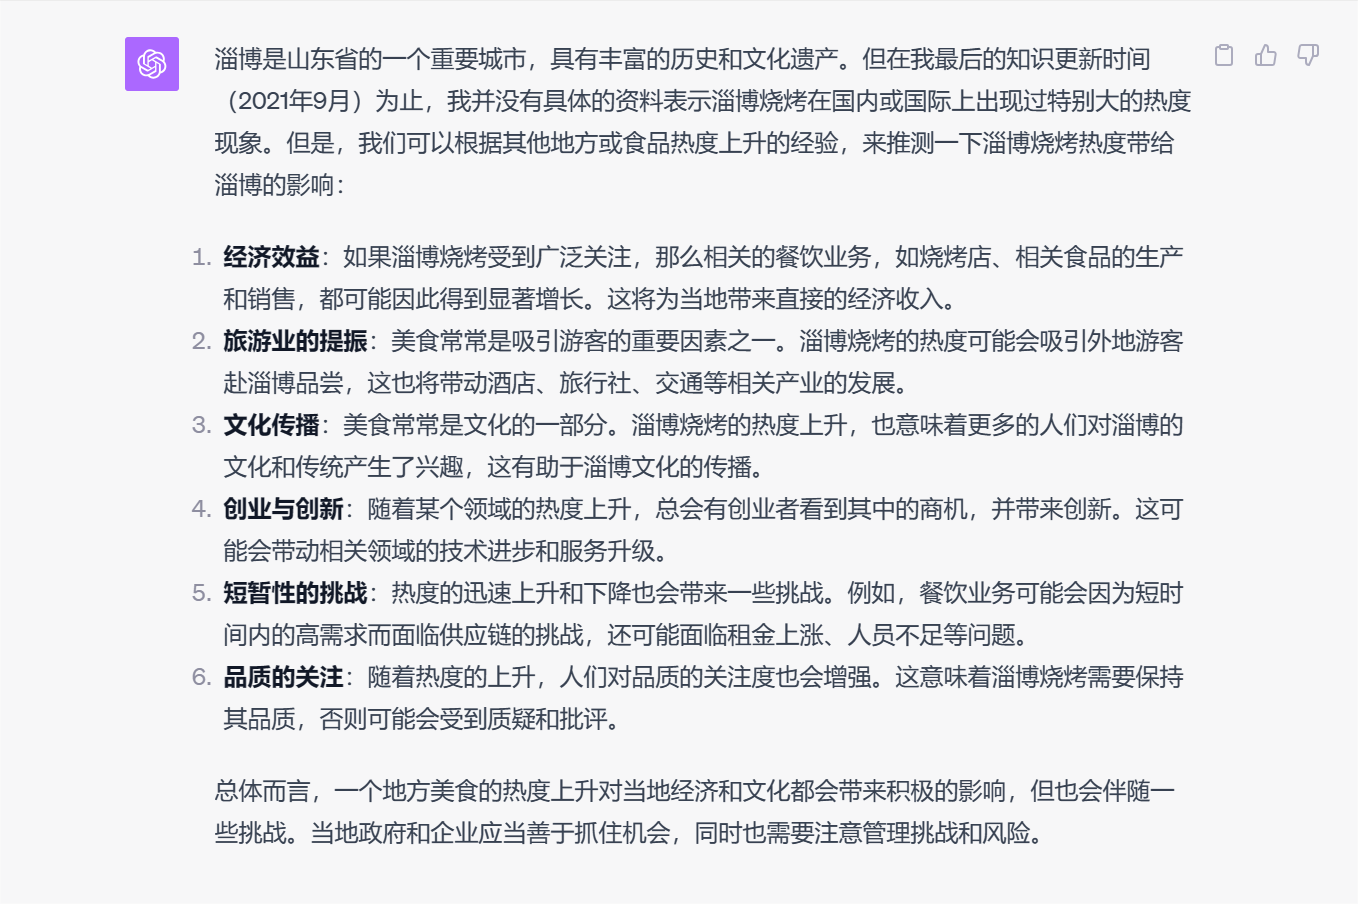 淄博是山东省的一个重要城市，具有丰富的历史和文化遗产。但在我最后的知识更新时间
（2021年9月）为止，我并没有具体的资料表示淄博烧烤在国内或国际上出现过特别大的热度
现象。但是，我们可以根据其他地方或食品热度上升的经验，来推测一下淄博烧烤热度带给
淄博的影响：
1. 经济效益：如果淄博烧烤受到广泛关注，那么相关的餐饮业务，如烧烤店、相关食品的生产
和销售，都可能因此得到显著增长。这将为当地带来直接的经济收入。
2. 旅游业的提振：美食常常是吸引游客的重要因素之一。淄博烧烤的热度可能会吸引外地游客
赴淄博品尝，这也将带动酒店、旅行社、交通等相关产业的发展。
3. 文化传播：美食常常是文化的一部分。淄博烧烤的热度上升，也意味着更多的人们对淄博的
文化和传统产生了兴趣，这有助于淄博文化的传播。
4. 创业与创新：随着某个领域的热度上升，总会有创业者看到其中的商机，并带来创新。这可
能会带动相关领域的技术进步和服务升级。
5. 短暂性的挑战：热度的迅速上升和下降也会带来一些挑战。例如，餐饮业务可能会因为短时
间内的高需求而面临供应链的挑战，还可能面临租金上涨、人员不足等问题。
6. 品质的关注：随着热度的上升，人们对品质的关注度也会增强。这意味着淄博烧烤需要保持
其品质，否则可能会受到质疑和批评。
总体而言，一个地方美食的热度上升对当地经济和文化都会带来积极的影响，但也会伴随一
些挑战。当地政府和企业应当善于抓住机会，同时也需要注意管理挑战和风险。